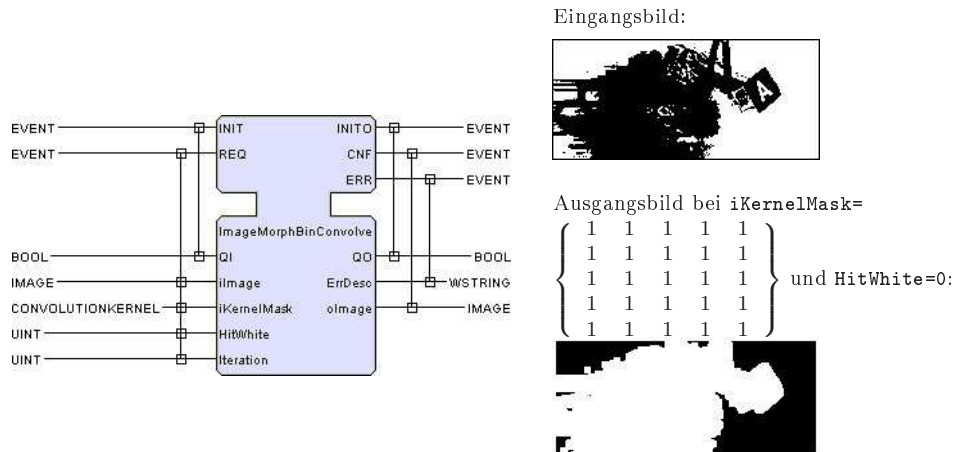 Eingangsbild:
EVENT INIT INITO EVENT
EVENT REQ CNF EVENT
ERR EVENT
ImageMorphBinConvolve
BOOL QI QO BOOL
IMAGE iImage ErrDesc WSTRING
CONVOLUTIONKERNEL iKernelMask oImage IMAGE
UINT HitWhite
UINT Iteration
A
Ausgangsbild bei iKernelMask=
1 1 1 1 1
1 1 1 1 1
1 1 1 1 1 und HitWhite=0:
1 1 1 1 1
1 1 1 1 1